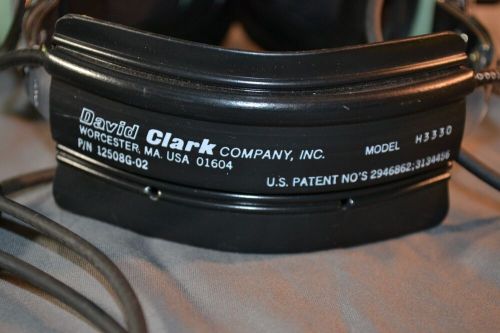 David Clark COMPANY, INC. MODEL H3330
WORCESTER, MA. USA 01604
P/N 12508G-02 U.S. PATENT NO'S 2946862;3134456